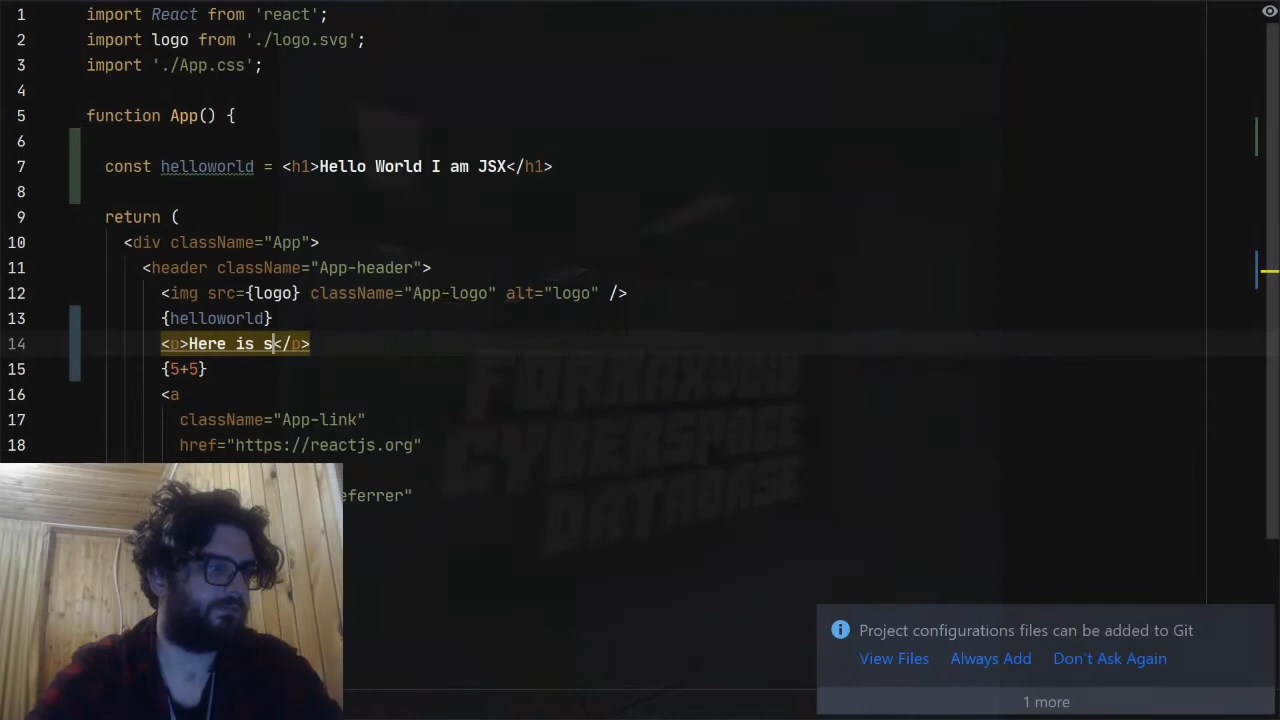 1 import React from 'react';
2 import logo from './logo.svg';
3 import './App.css';
4
5 function App() {
6
7 const helloworld = <h1>Hello World I am JSX</h1>
8
9 return (
10 <div className="App">
11 <header className="App-header">
12 <img src={logo} className="App-logo" alt="logo" />
13 {helloworld}
14 <p>Here is s</p>
15 {5+5}
16 <a
17 className="App-link"
18 href="https://reactjs.org"
eferrer"
CYBERSPACE
DATABASE
Project configurations files can be added to Git
View Files Always Add Don't Ask Again
1 more